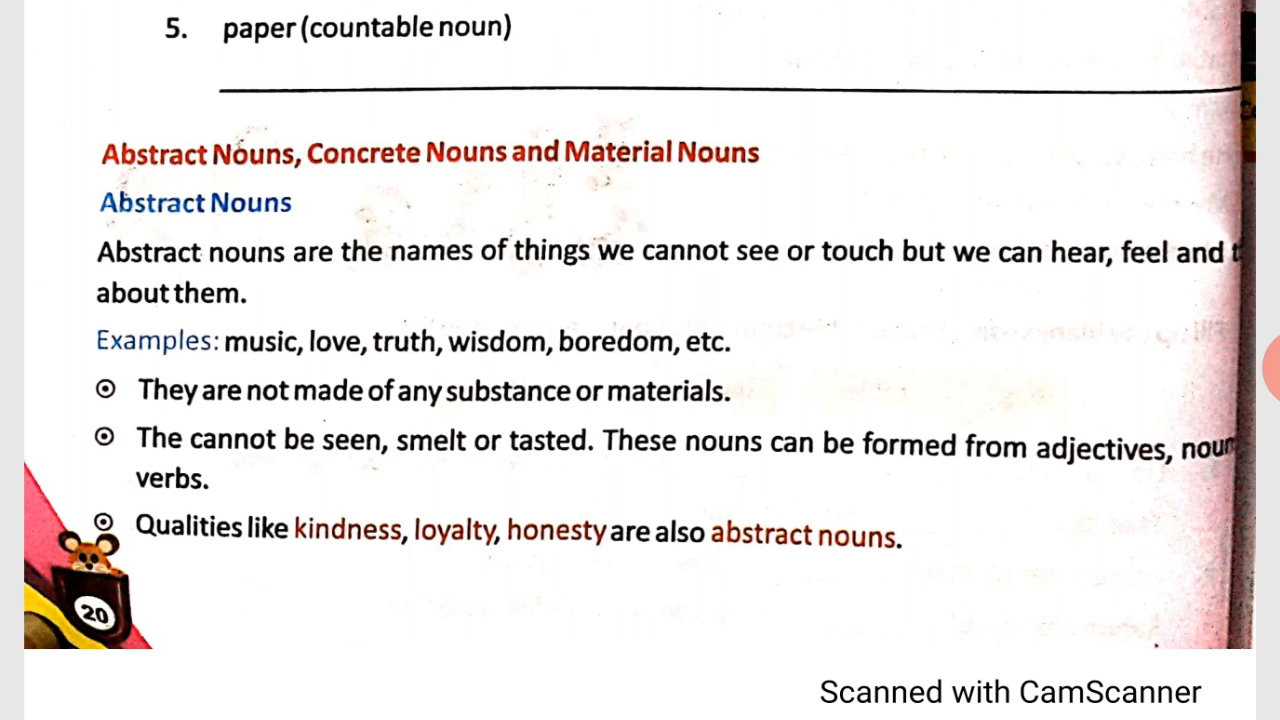 5. paper (countable noun)
Abstract Nouns, Concrete Nouns and Material Nouns
Abstract Nouns
Abstract nouns are the names of things we cannot see or touch but we can hear, feel and
about them.
Examples: music, love, truth, wisdom, boredom, etc.
They are not made of any substance or materials.
The cannot be seen, smelt or tasted. These nouns can be formed from adjectives,
verbs.
Qualities like kindness, loyalty, honesty are also abstract nouns.
20
Scanned with CamScanner